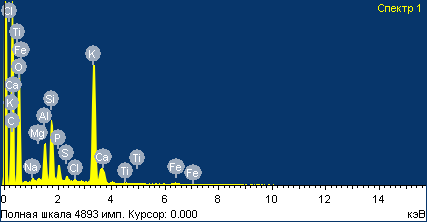 Спектр 1
Cl
Ti
Fe
O
Ca
K
C
Na
Mg
Al
Si
P
S
Cl
K
Ca
Ti
Ti
Fe
Fe
0 2 4 6 8 10 12 14
Полная шкала 4893 имп. Курсор: 0.000 кэВ